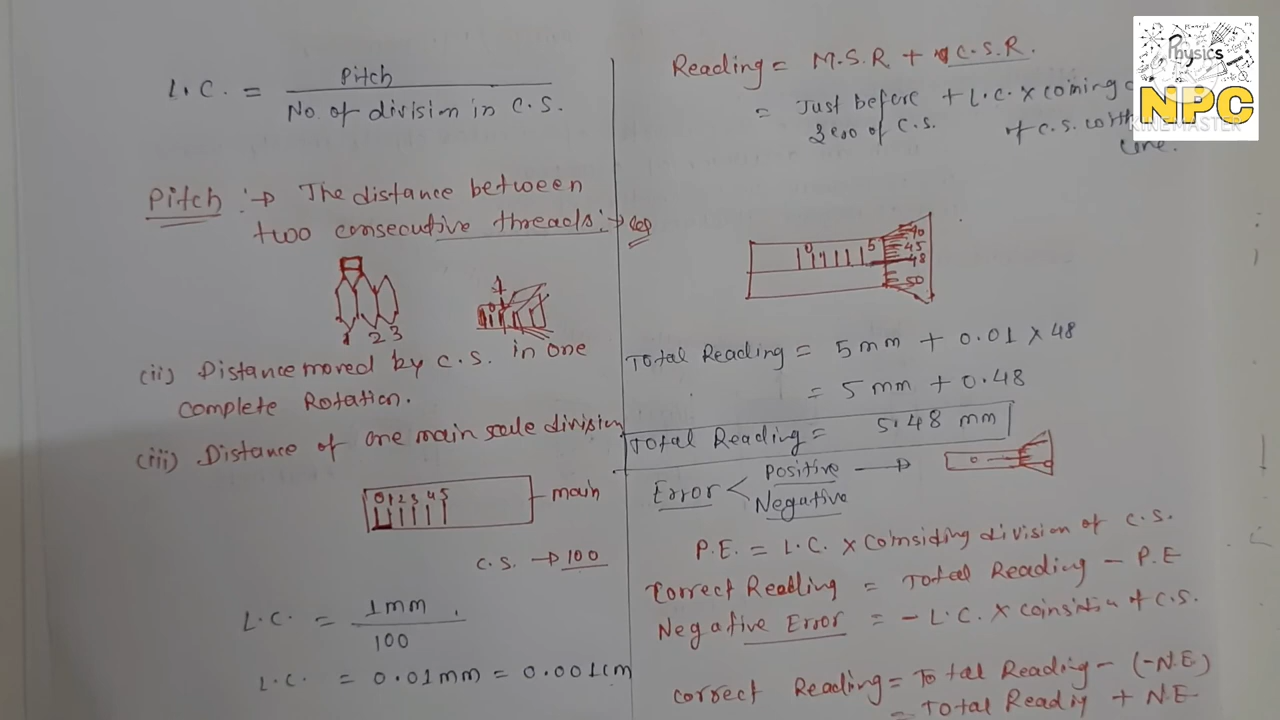 L.C. = Pitch
No. of division in C.S.
Pitch :→ The distance between
two consecutive threads:→
1 2 3
(ii) Distance moved by C.S. in one
Complete Rotation.
(iii) Distance of one main scale division
0 1 2 3 4 5
main
C.S. → 100
L.C. = 1mm
100
L.C. = 0.01mm = 0.001cm
Reading = M.S.R + C.S.R.
= Just before + L.C. x coming
zero of C.S. of C.S. with
line.
0 5 40
45
48
50
Total Reading = 5mm + 0.01 x 48
= 5mm + 0.48
Total Reading = 5.48 mm
Error < Positive →
Negative
0
P.E. = L.C. x Coinsiding division of C.S.
Correct Reading = Total Reading - P.E
Negative Error = - L.C. x coinsidin of C.S.
Correct Reading = Total Reading - (-N.E)
= Total Readig + N.E
Physics
NPC
KINEMASTER